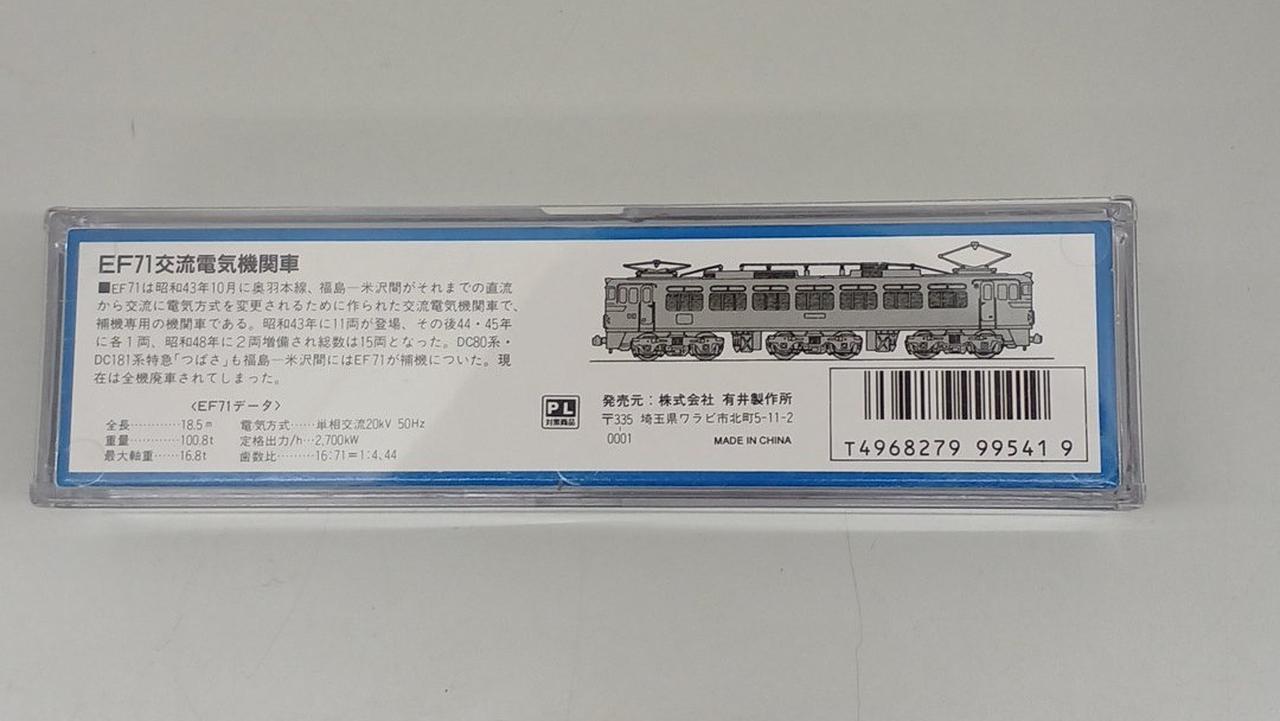 EF71交流電気機関車
■EF71は昭和43年10月に奥羽本線、福島―米沢間がそれまでの直流
から交流に電気方式を変更されるために作られた交流電気機関車で、
補機専用の機関車である。昭和43年に11両が登場、その後44・45年
に各1両、昭和48年に2両増備され総数は15両となった。DC80系・
DC181系特急「つばさ」も福島―米沢間にはEF71が補機についた。現
在は全機廃車されてしまった。
〈EF71データ〉
全長…………18.5m 電気方式……単相交流20kV 50Hz
重量…………100.8t 定格出力/h…2,700kW
最大軸重……16.8t 歯数比………16:71=1:4.44
PL
対策商品
発売元：株式会社 有井製作所
〒335 埼玉県ワラビ市北町5-11-2
0001
MADE IN CHINA
T4968279 99541 9